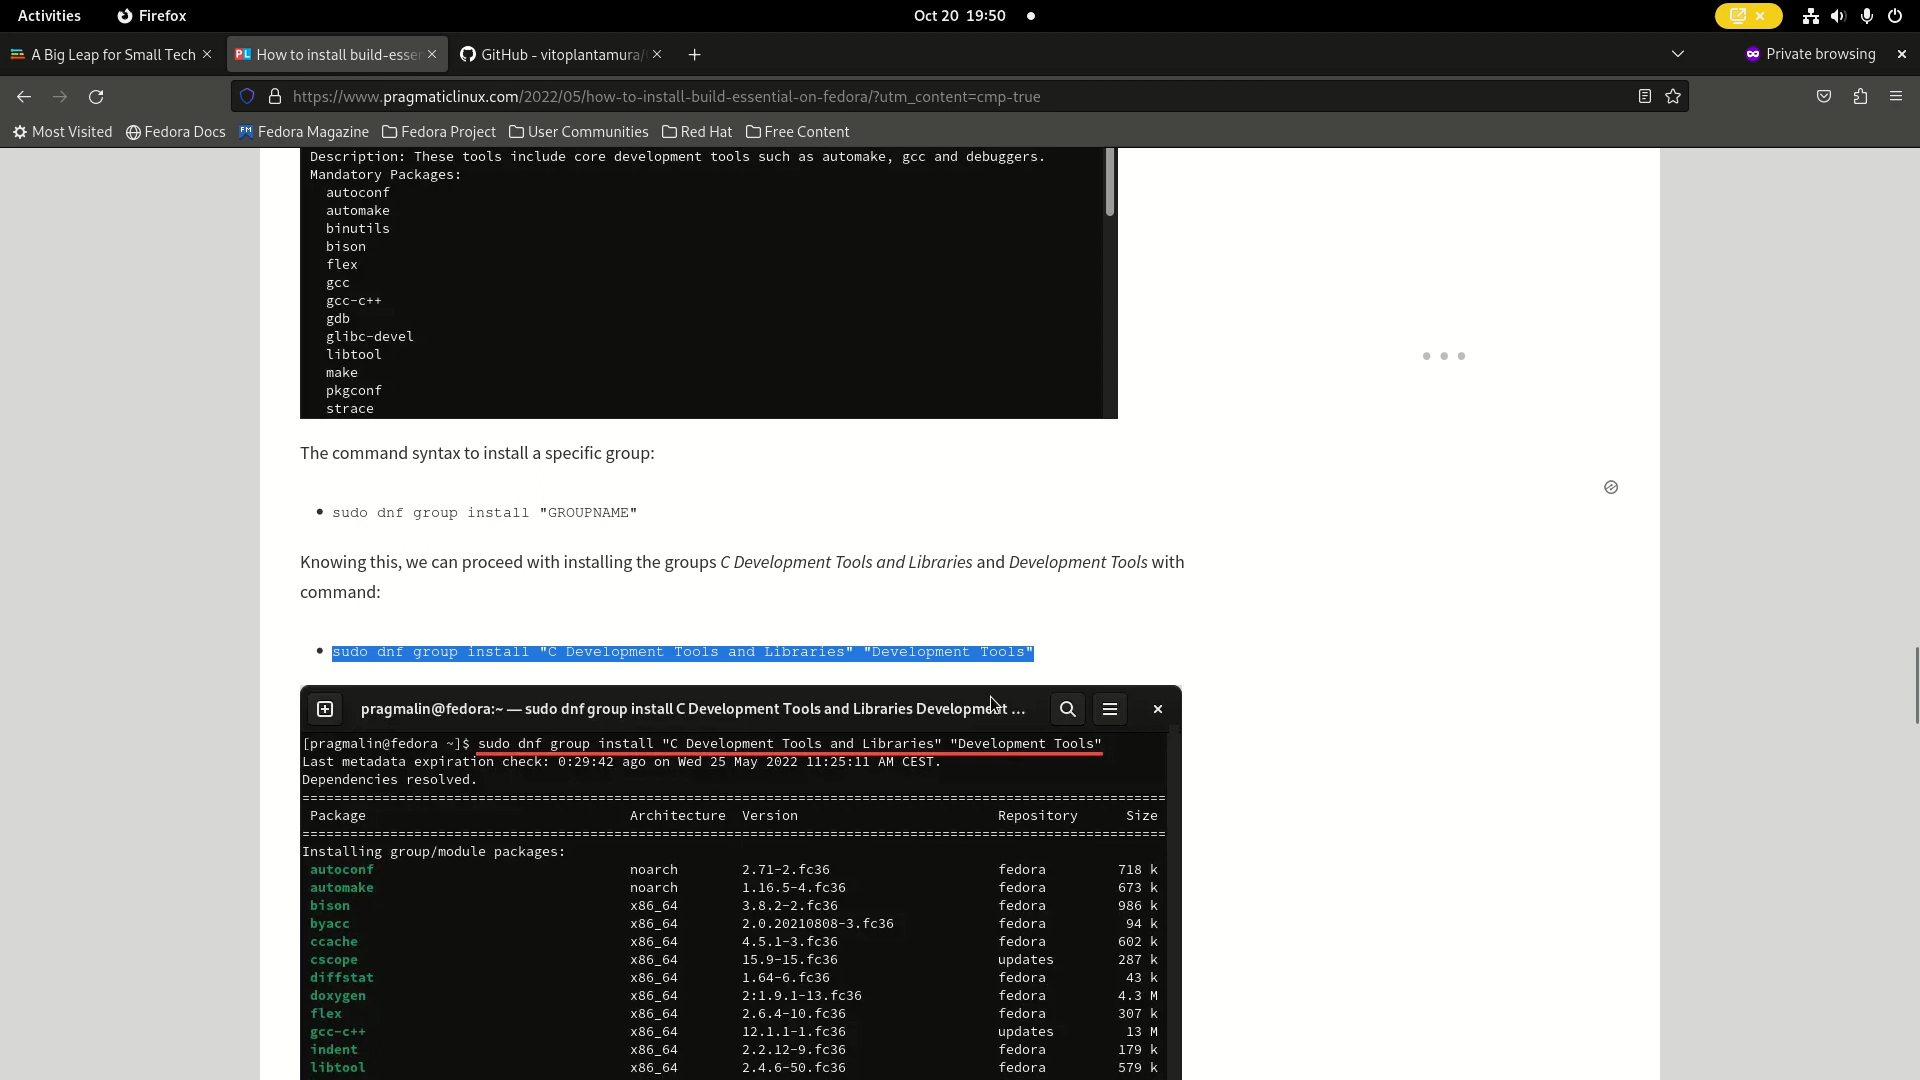 Activities Firefox Oct 20 19:50
A Big Leap for Small Tech How to install build-esse GitHub - vitoplantamura/ Private browsing
https://www.pragmaticlinux.com/2022/05/how-to-install-build-essential-on-fedora/?utm_content=cmp-true
Most Visited Fedora Docs Fedora Magazine Fedora Project User Communities Red Hat Free Content
Description: These tools include core development tools such as automake, gcc and debuggers.
Mandatory Packages:
autoconf
automake
binutils
bison
flex
gcc
gcc-c++
gdb
glibc-devel
libtool
make
pkgconf
strace
The command syntax to install a specific group:
• sudo dnf group install "GROUPNAME"
Knowing this, we can proceed with installing the groups C Development Tools and Libraries and Development Tools with
command:
• sudo dnf group install "C Development Tools and Libraries" "Development Tools"
pragmalin@fedora:~ — sudo dnf group install C Development Tools and Libraries Development ...
[pragmalin@fedora ~]$ sudo dnf group install "C Development Tools and Libraries" "Development Tools"
Last metadata expiration check: 0:29:42 ago on Wed 25 May 2022 11:25:11 AM CEST.
Dependencies resolved.
Package Architecture Version Repository Size
Installing group/module packages:
autoconf noarch 2.71-2.fc36 fedora 718 k
automake noarch 1.16.5-4.fc36 fedora 673 k
bison x86_64 3.8.2-2.fc36 fedora 986 k
byacc x86_64 2.0.20210808-3.fc36 fedora 94 k
ccache x86_64 4.5.1-3.fc36 fedora 602 k
cscope x86_64 15.9-15.fc36 updates 287 k
diffstat x86_64 1.64-6.fc36 fedora 43 k
doxygen x86_64 2:1.9.1-13.fc36 fedora 4.3 M
flex x86_64 2.6.4-10.fc36 fedora 307 k
gcc-c++ x86_64 12.1.1-1.fc36 updates 13 M
indent x86_64 2.2.12-9.fc36 fedora 179 k
libtool x86_64 2.4.6-50.fc36 fedora 579 k